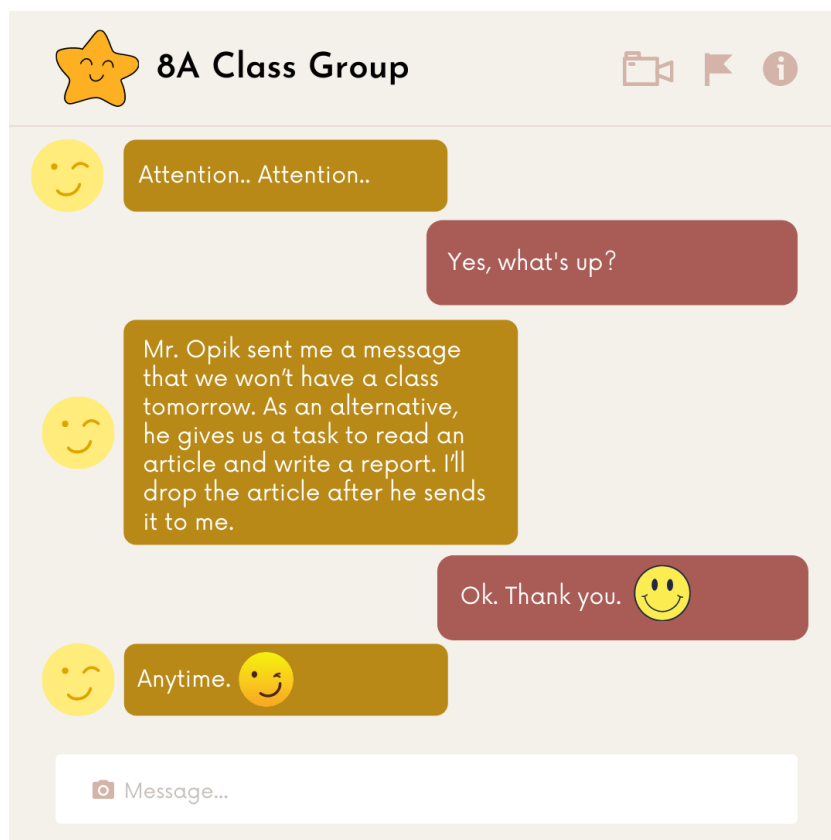 8A Class Group
Attention.. Attention..
Yes, what's up?
Mr. Opik sent me a message
that we won't have a class
tomorrow. As an alternative,
he gives us a task to read an
article and write a report. I'll
drop the article after he sends
it to me.
Ok. Thank you.
Anytime.
Message...